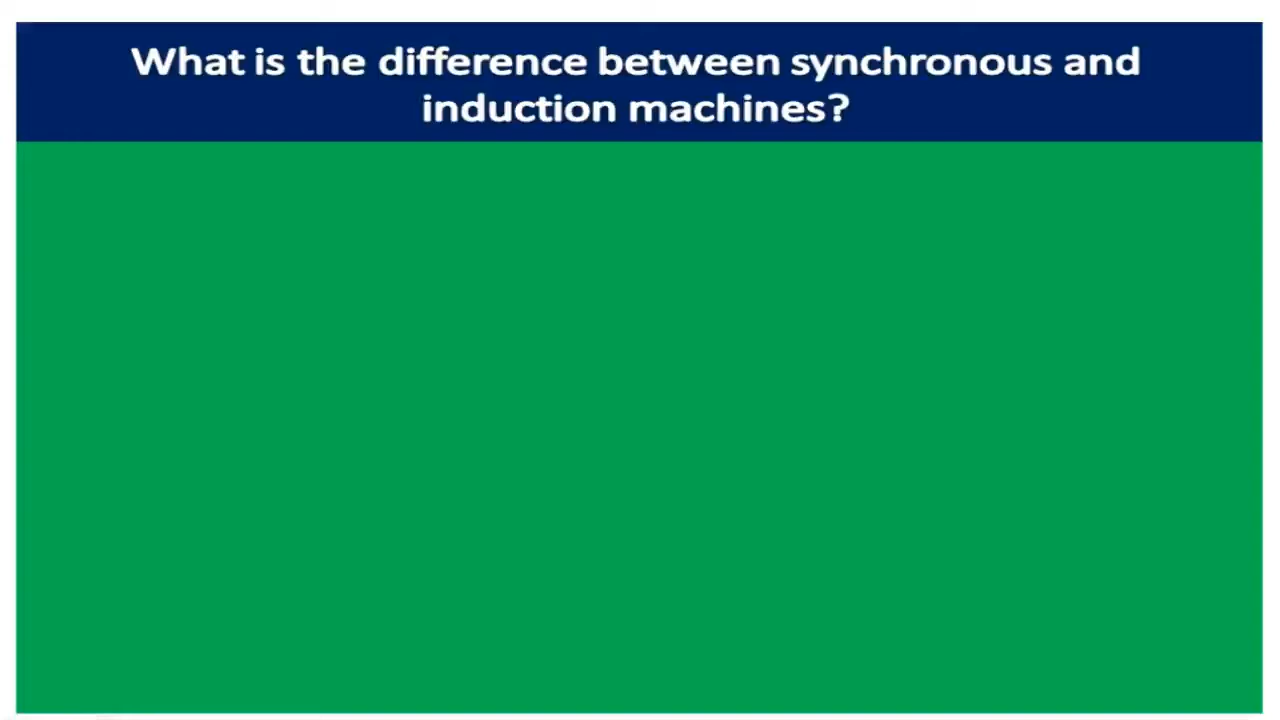 What is the difference between synchronous and
induction machines?